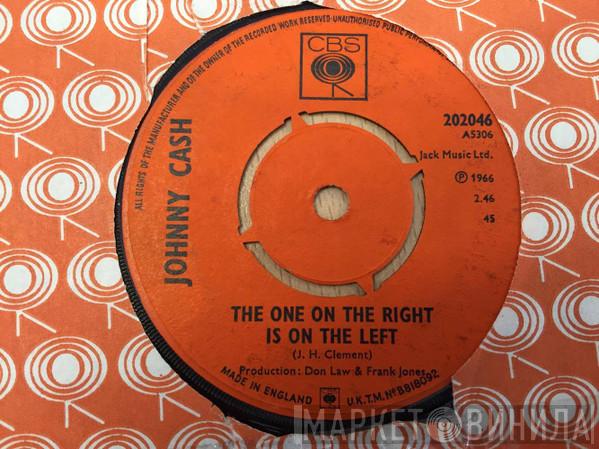 ALL RIGHTS OF THE MANUFACTURER AND OF THE OWNER OF THE RECORDED WORK RESERVED-UNAUTHORISED PUBLIC
CBS
JOHNNY CASH
202046
A5306
Jack Music Ltd.
Ⓟ 1966
2.46
45
THE ONE ON THE RIGHT
IS ON THE LEFT
(J. H. Clement)
Production: Don Law & Frank Jones
MADE IN ENGLAND
U.K.T.M. Nº B818092
МАРКЕТ ВИНИЛА